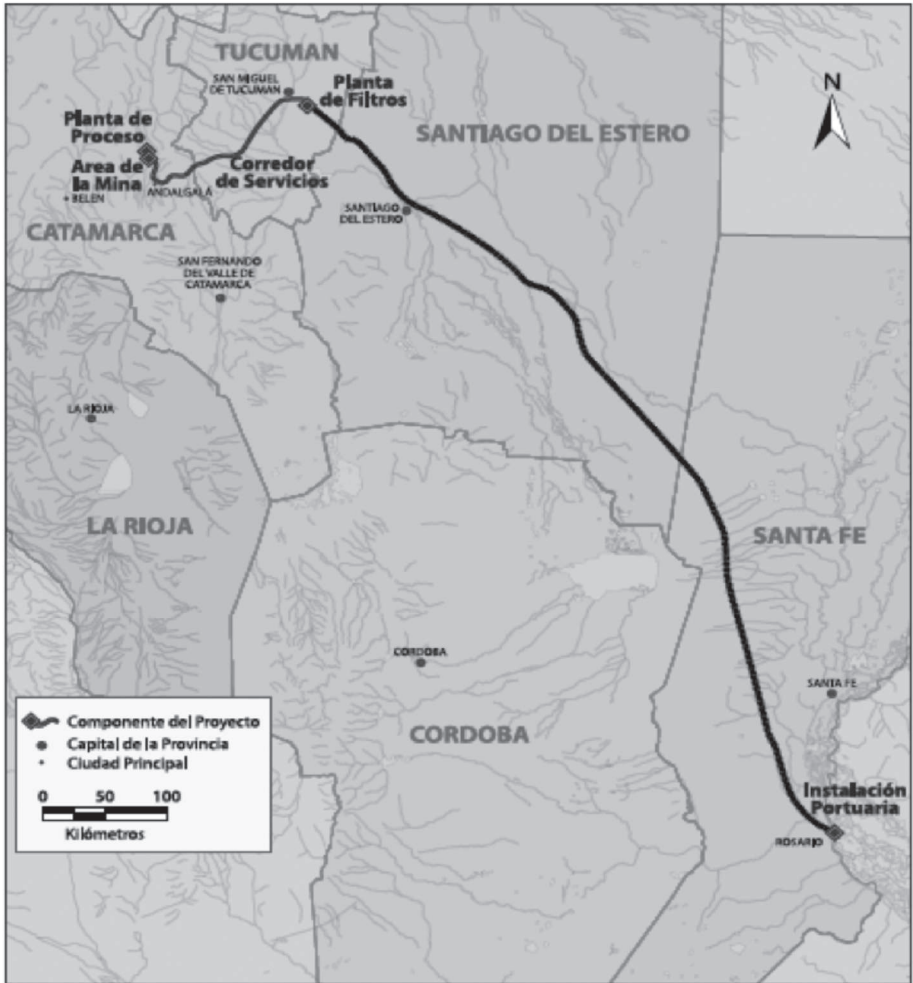 TUCUMAN
SAN MIGUEL
DE TUCUMAN
Planta
de Filtros
N
Planta de
Proceso
SANTIAGO DEL ESTERO
Area de
la Mina
Corredor
de Servicios
ANDALGALÁ
BELEN
SANTIAGO
DEL ESTERO
CATAMARCA
SAN FERNANDO
DEL VALLE DE
CATAMARCA
LA RIOJA
LA RIOJA
SANTA FE
CORDOBA
SANTA FE
CORDOBA
Componente del Proyecto
Capital de la Provincia
Ciudad Principal
0 50 100
Kilómetros
Instalación
Portuaria
ROSARIO